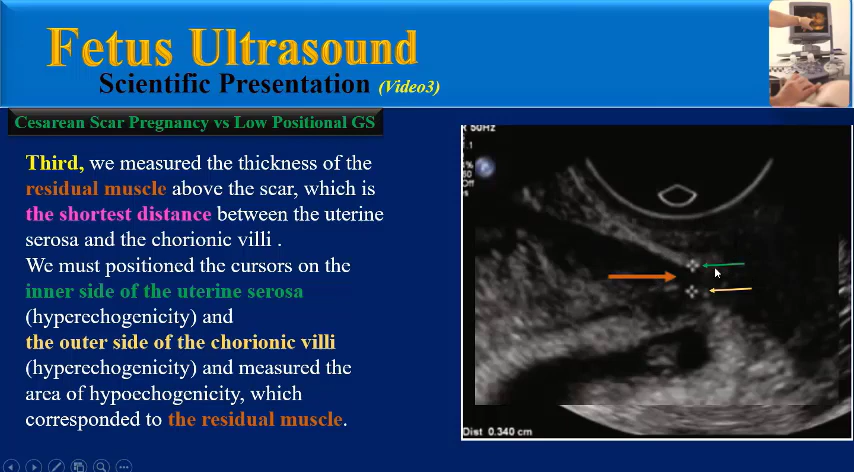 Fetus Ultrasound
Scientific Presentation (Video3)
Cesarean Scar Pregnancy vs Low Positional GS
Third, we measured the thickness of the
residual muscle above the scar, which is
the shortest distance between the uterine
serosa and the chorionic villi .
We must positioned the cursors on the
inner side of the uterine serosa
(hyperechogenicity) and
the outer side of the chorionic villi
(hyperechogenicity) and measured the
area of hypoechogenicity, which
corresponded to the residual muscle.
R 50Hz
Dist 0.340 cm